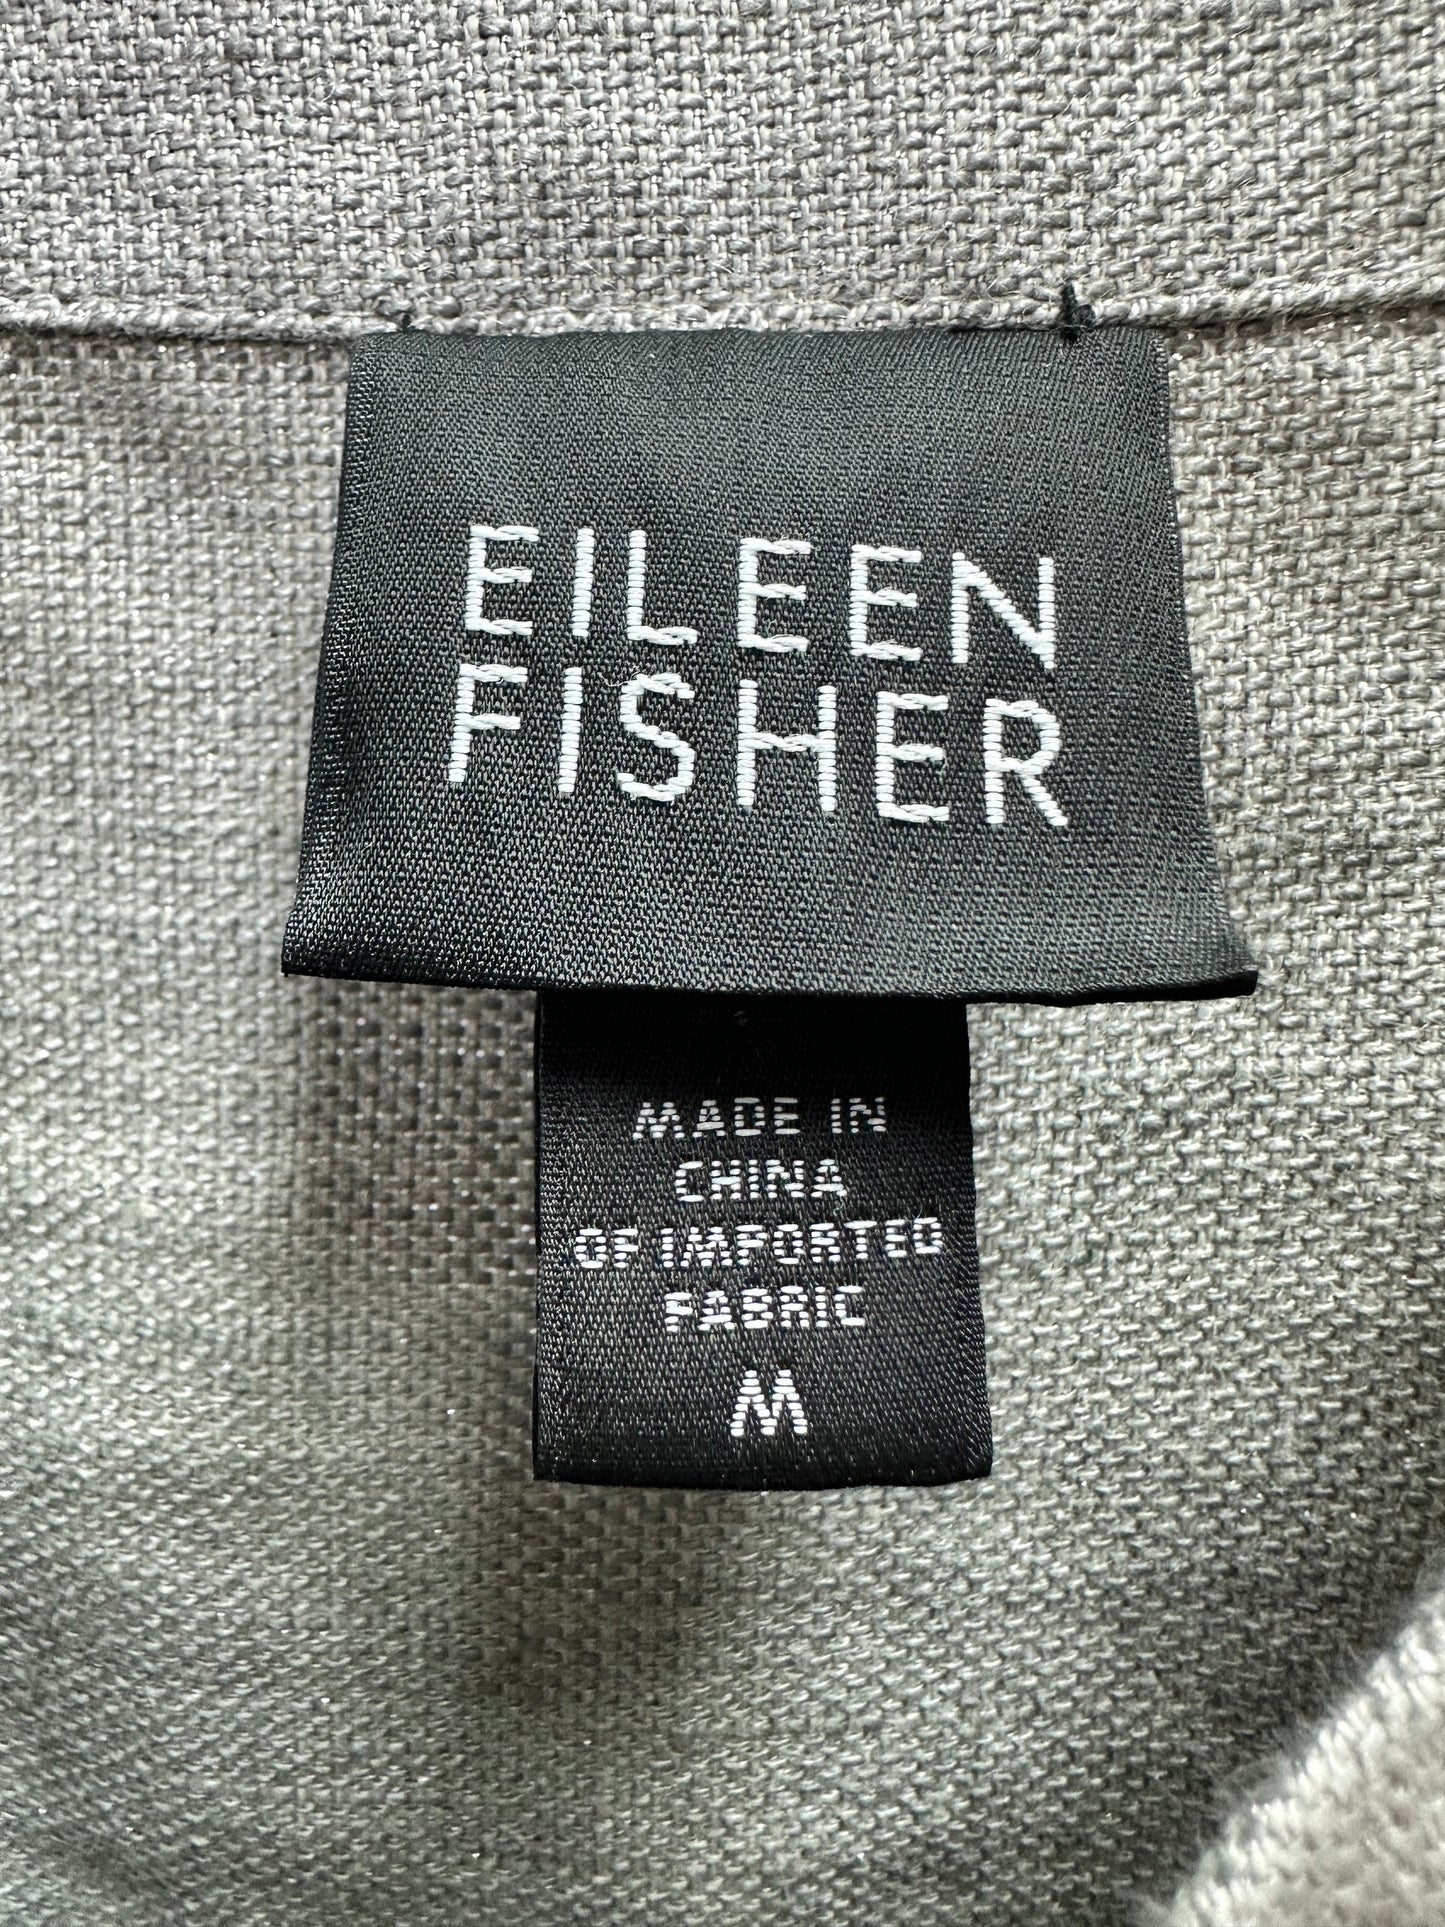 EILEEN
FISHER
MADE IN
CHINA
OF IMPORTED
FABRIC
M